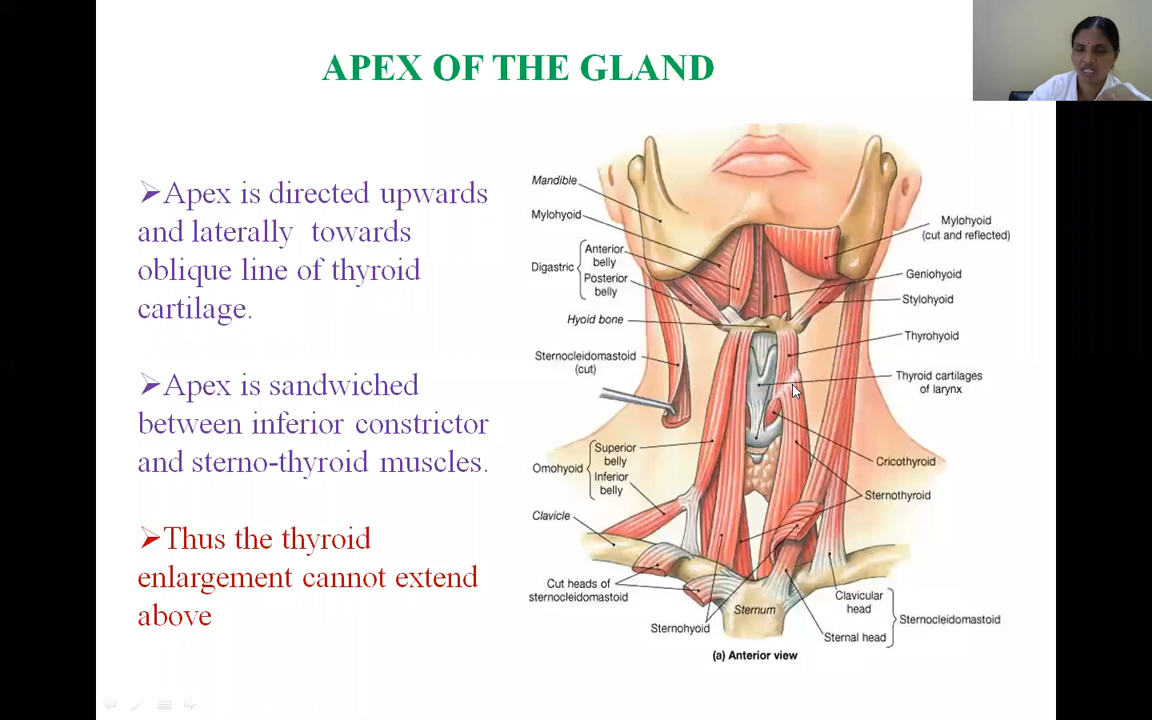 APEX OF THE GLAND
➢Apex is directed upwards
and laterally towards
oblique line of thyroid
cartilage.
➢Apex is sandwiched
between inferior constrictor
and sterno-thyroid muscles.
➢Thus the thyroid
enlargement cannot extend
above
Mandible
Mylohyoid
Digastric
Anterior
belly
Posterior
belly
Hyoid bone
Sternocleidomastoid
(cut)
Omohyoid
Superior
belly
Inferior
belly
Clavicle
Cut heads of
sternocleidomastoid
Sternohyoid
Sternum
Mylohyoid
(cut and reflected)
Geniohyoid
Stylohyoid
Thyrohyoid
Thyroid cartilages
of larynx
Cricothyroid
Sternothyroid
Clavicular
head
Sternal head
Sternocleidomastoid
(a) Anterior view